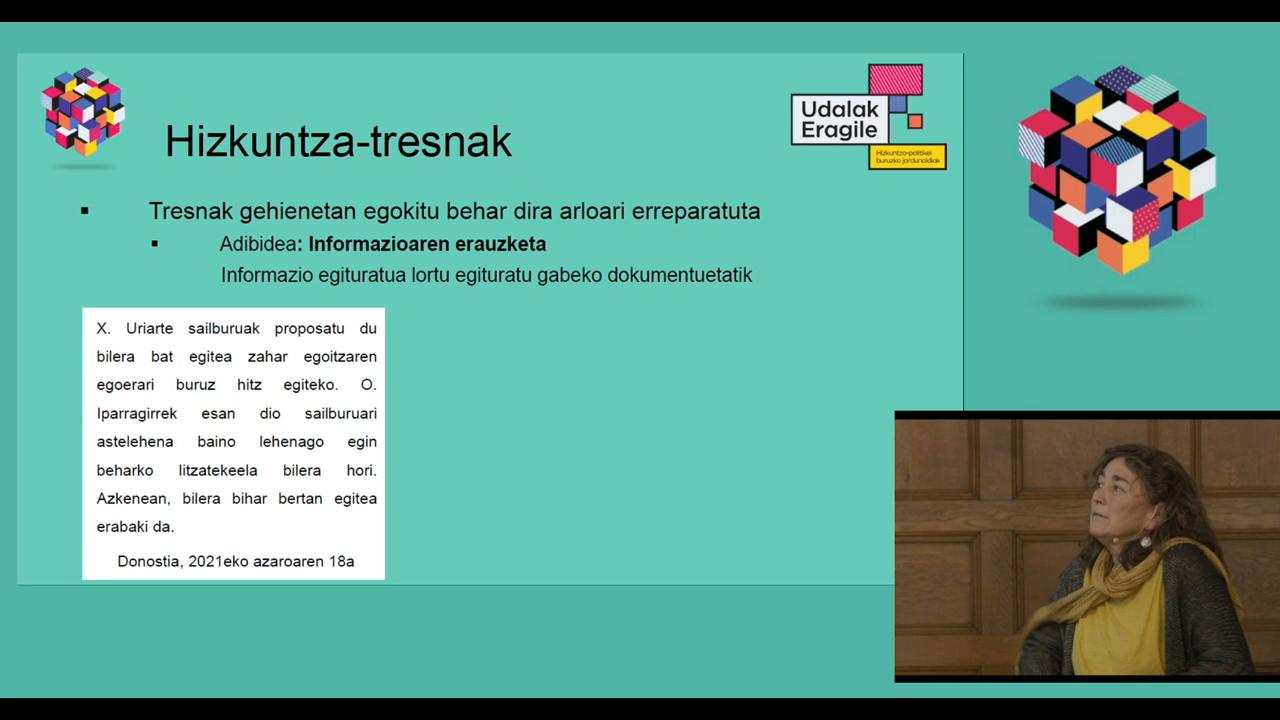 Hizkuntza-tresnak
Udalak
Eragile
Hizkuntza-politikei
buruzko jardunaldiak
▪ Tresnak gehienetan egokitu behar dira arloari erreparatuta
▪ Adibidea: Informazioaren erauzketa
Informazio egituratua lortu egituratu gabeko dokumentuetatik
X. Uriarte sailburuak proposatu du
bilera bat egitea zahar egoitzaren
egoerari buruz hitz egiteko. O.
Iparragirrek esan dio sailburuari
astelehena baino lehenago egin
beharko litzatekeela bilera hori.
Azkenean, bilera bihar bertan egitea
erabaki da.
Donostia, 2021eko azaroaren 18a